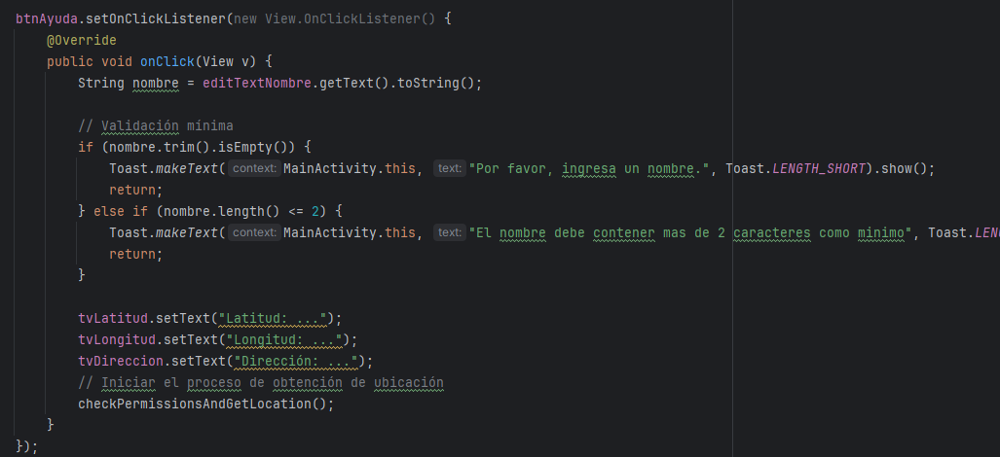 btnAyuda.setOnClickListener(new View.OnClickListener() {
    @Override
    public void onClick(View v) {
        String nombre = editTextNombre.getText().toString();

        // Validación mínima
        if (nombre.trim().isEmpty()) {
            Toast.makeText( context: MainActivity.this, text: "Por favor, ingresa un nombre.", Toast.LENGTH_SHORT).show();
            return;
        } else if (nombre.length() <= 2) {
            Toast.makeText( context: MainActivity.this, text: "El nombre debe contener mas de 2 caracteres como minimo", Toast.LENG
            return;
        }

        tvLatitud.setText("Latitud: ...");
        tvLongitud.setText("Longitud: ...");
        tvDireccion.setText("Dirección: ...");
        // Iniciar el proceso de obtención de ubicación
        checkPermissionsAndGetLocation();
    }
});